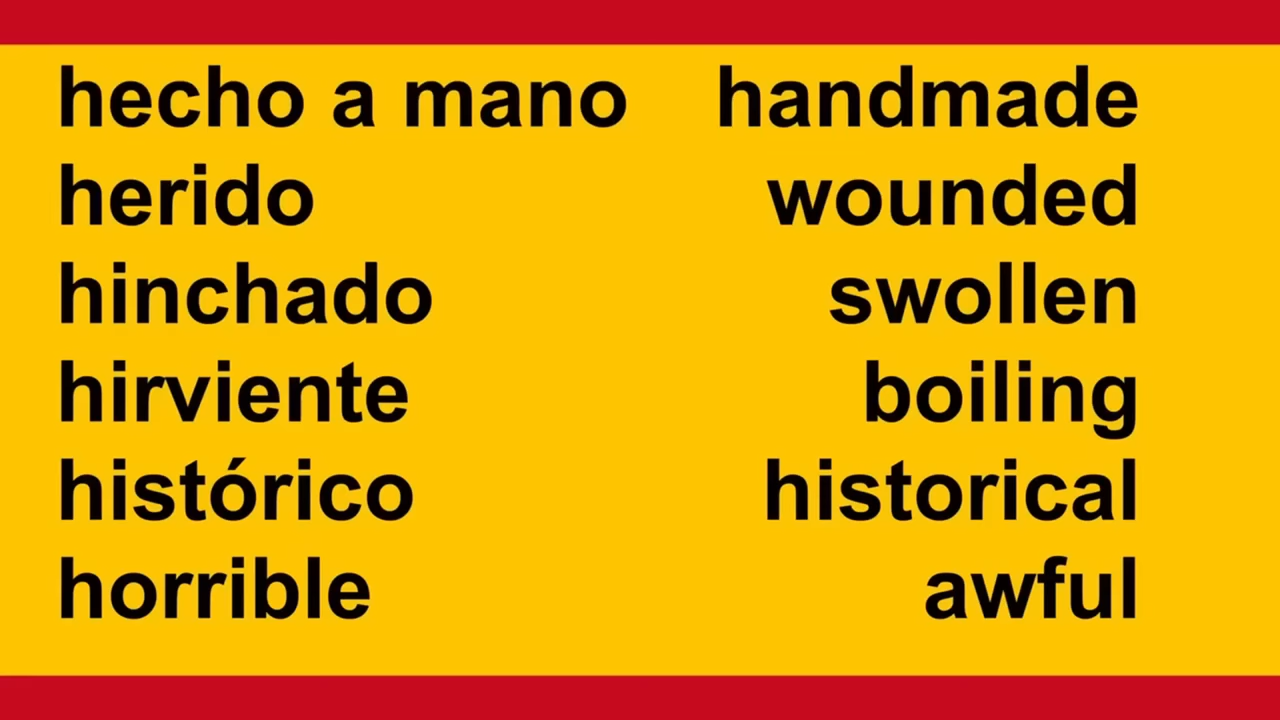 hecho a mano handmade
herido wounded
hinchado swollen
hirviente boiling
histórico historical
horrible awful